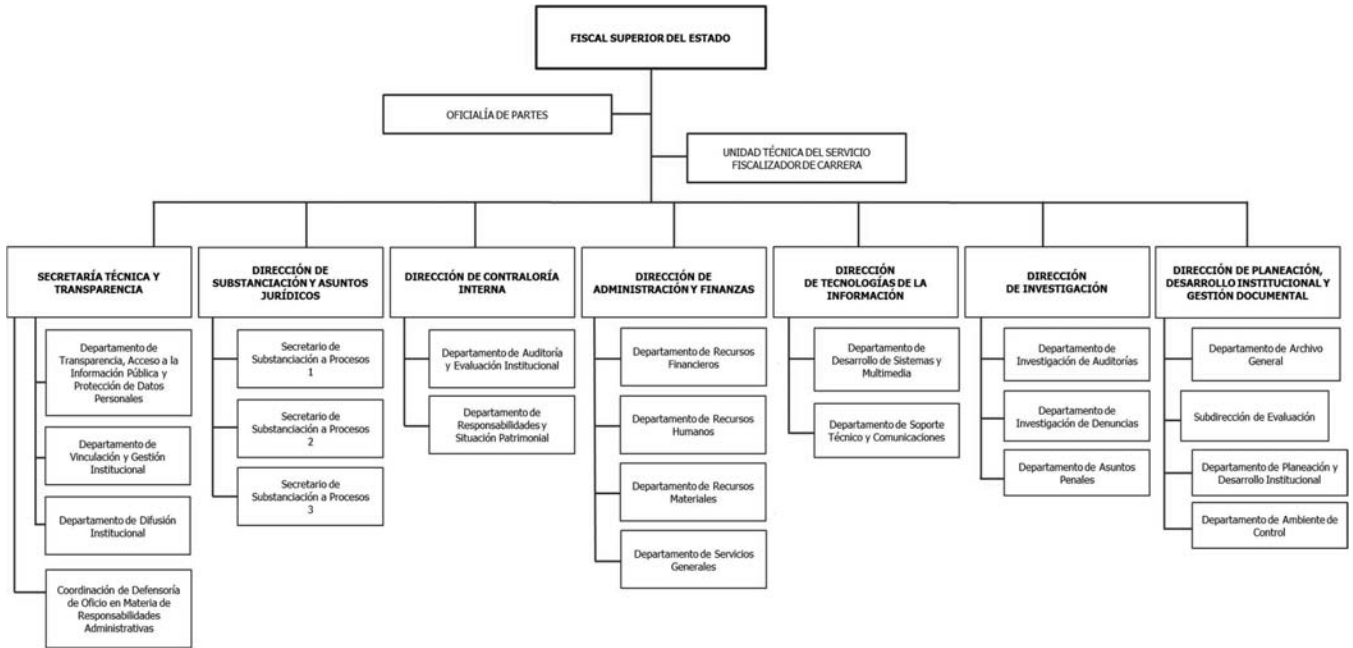 FISCAL SUPERIOR DEL ESTADO
OFICIALÍA DE PARTES
UNIDAD TÉCNICA DEL SERVICIO
FISCALIZADOR DE CARRERA
SECRETARÍA TÉCNICA Y
TRANSPARENCIA
Departamento de
Transparencia, Acceso a la
Información Pública y
Protección de Datos
Personales
Departamento de
Vinculación y Gestión
Institucional
Departamento de Difusión
Institucional
Coordinación de Defensoría
de Oficio en Materia de
Responsabilidades
Administrativas
DIRECCIÓN DE
SUBSTANCIACIÓN Y ASUNTOS
JURÍDICOS
Secretario de
Substanciación a Procesos
1
Secretario de
Substanciación a Procesos
2
Secretario de
Substanciación a Procesos
3
DIRECCIÓN DE CONTRALORÍA
INTERNA
Departamento de Auditoría
y Evaluación Institucional
Departamento de
Responsabilidades y
Situación Patrimonial
DIRECCIÓN DE
ADMINISTRACIÓN Y FINANZAS
Departamento de Recursos
Financieros
Departamento de Recursos
Humanos
Departamento de Recursos
Materiales
Departamento de Servicios
Generales
DIRECCIÓN
DE TECNOLOGÍAS DE LA
INFORMACIÓN
Departamento de
Desarrollo de Sistemas y
Multimedia
Departamento de Soporte
Técnico y Comunicaciones
DIRECCIÓN
DE INVESTIGACIÓN
Departamento de
Investigación de Auditorías
Departamento de
Investigación de Denuncias
Departamento de Asuntos
Penales
DIRECCIÓN DE PLANEACIÓN,
DESARROLLO INSTITUCIONAL Y
GESTIÓN DOCUMENTAL
Departamento de Archivo
General
Subdirección de Evaluación
Departamento de Planeación y
Desarrollo Institucional
Departamento de Ambiente de
Control